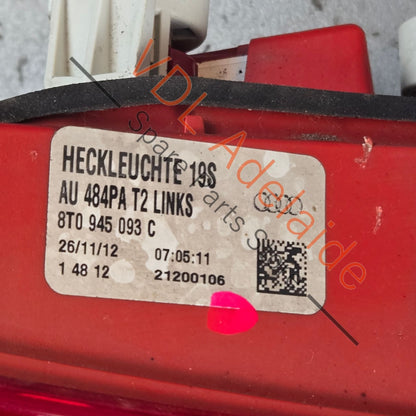 HECKLEUCHTE 19S
AU 484PA T2 LINKS
8T0 945 093 C
26/11/12 07:05:11
1 48 12 21200106
VDL Adelaide
Spare Parts S